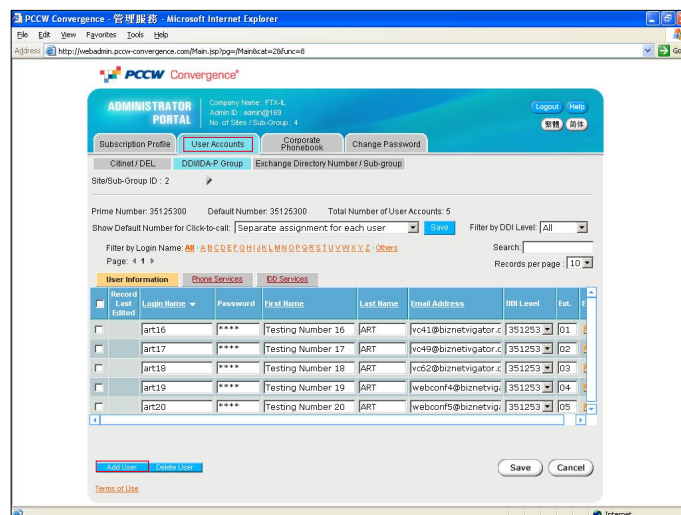 PCCW Convergence - 管理服務 - Microsoft Internet Explorer
File Edit View Favorites Tools Help
Address http://webadmin.pccw-convergence.com/Main.jsp?pg=/Main&cat=2&func=8 Go
PCCW Convergence
ADMINISTRATOR PORTAL
Company Name : FTX-IL
Admin ID : admin@169
No. of Sites / Sub-Group : 4
Logout Help
繁體 简体
Subscription Profile User Accounts Corporate Phonebook Change Password
Citinet / DEL DDI/IDA-P Group Exchange Directory Number / Sub-group
Site/Sub-Group ID : 2
Prime Number: 35125300 Default Number: 35125300 Total Number of User Accounts: 5
Show Default Number for Click-to-call: Separate assignment for each user Save Filter by DDI Level: All
Filter by Login Name: All A B C D E F G H I J K L M N O P Q R S T U V W X Y Z Others Search:
Page: 1 Records per page : 10
User Information Phone Services IDD Services
Record Last Edited Login Name Password First Name Last Name Email Address DDI Level Ext. E
art16 **** Testing Number 16 ART vc41@biznetvigator.c 351253 01
art17 **** Testing Number 17 ART vc49@biznetvigator.c 351253 02
art18 **** Testing Number 18 ART vc62@biznetvigator.c 351253 03
art19 **** Testing Number 19 ART webconf4@biznetviga 351253 04
art20 **** Testing Number 20 ART webconf5@biznetviga 351253 05
Add User Delete User Save Cancel
Terms of Use
Internet